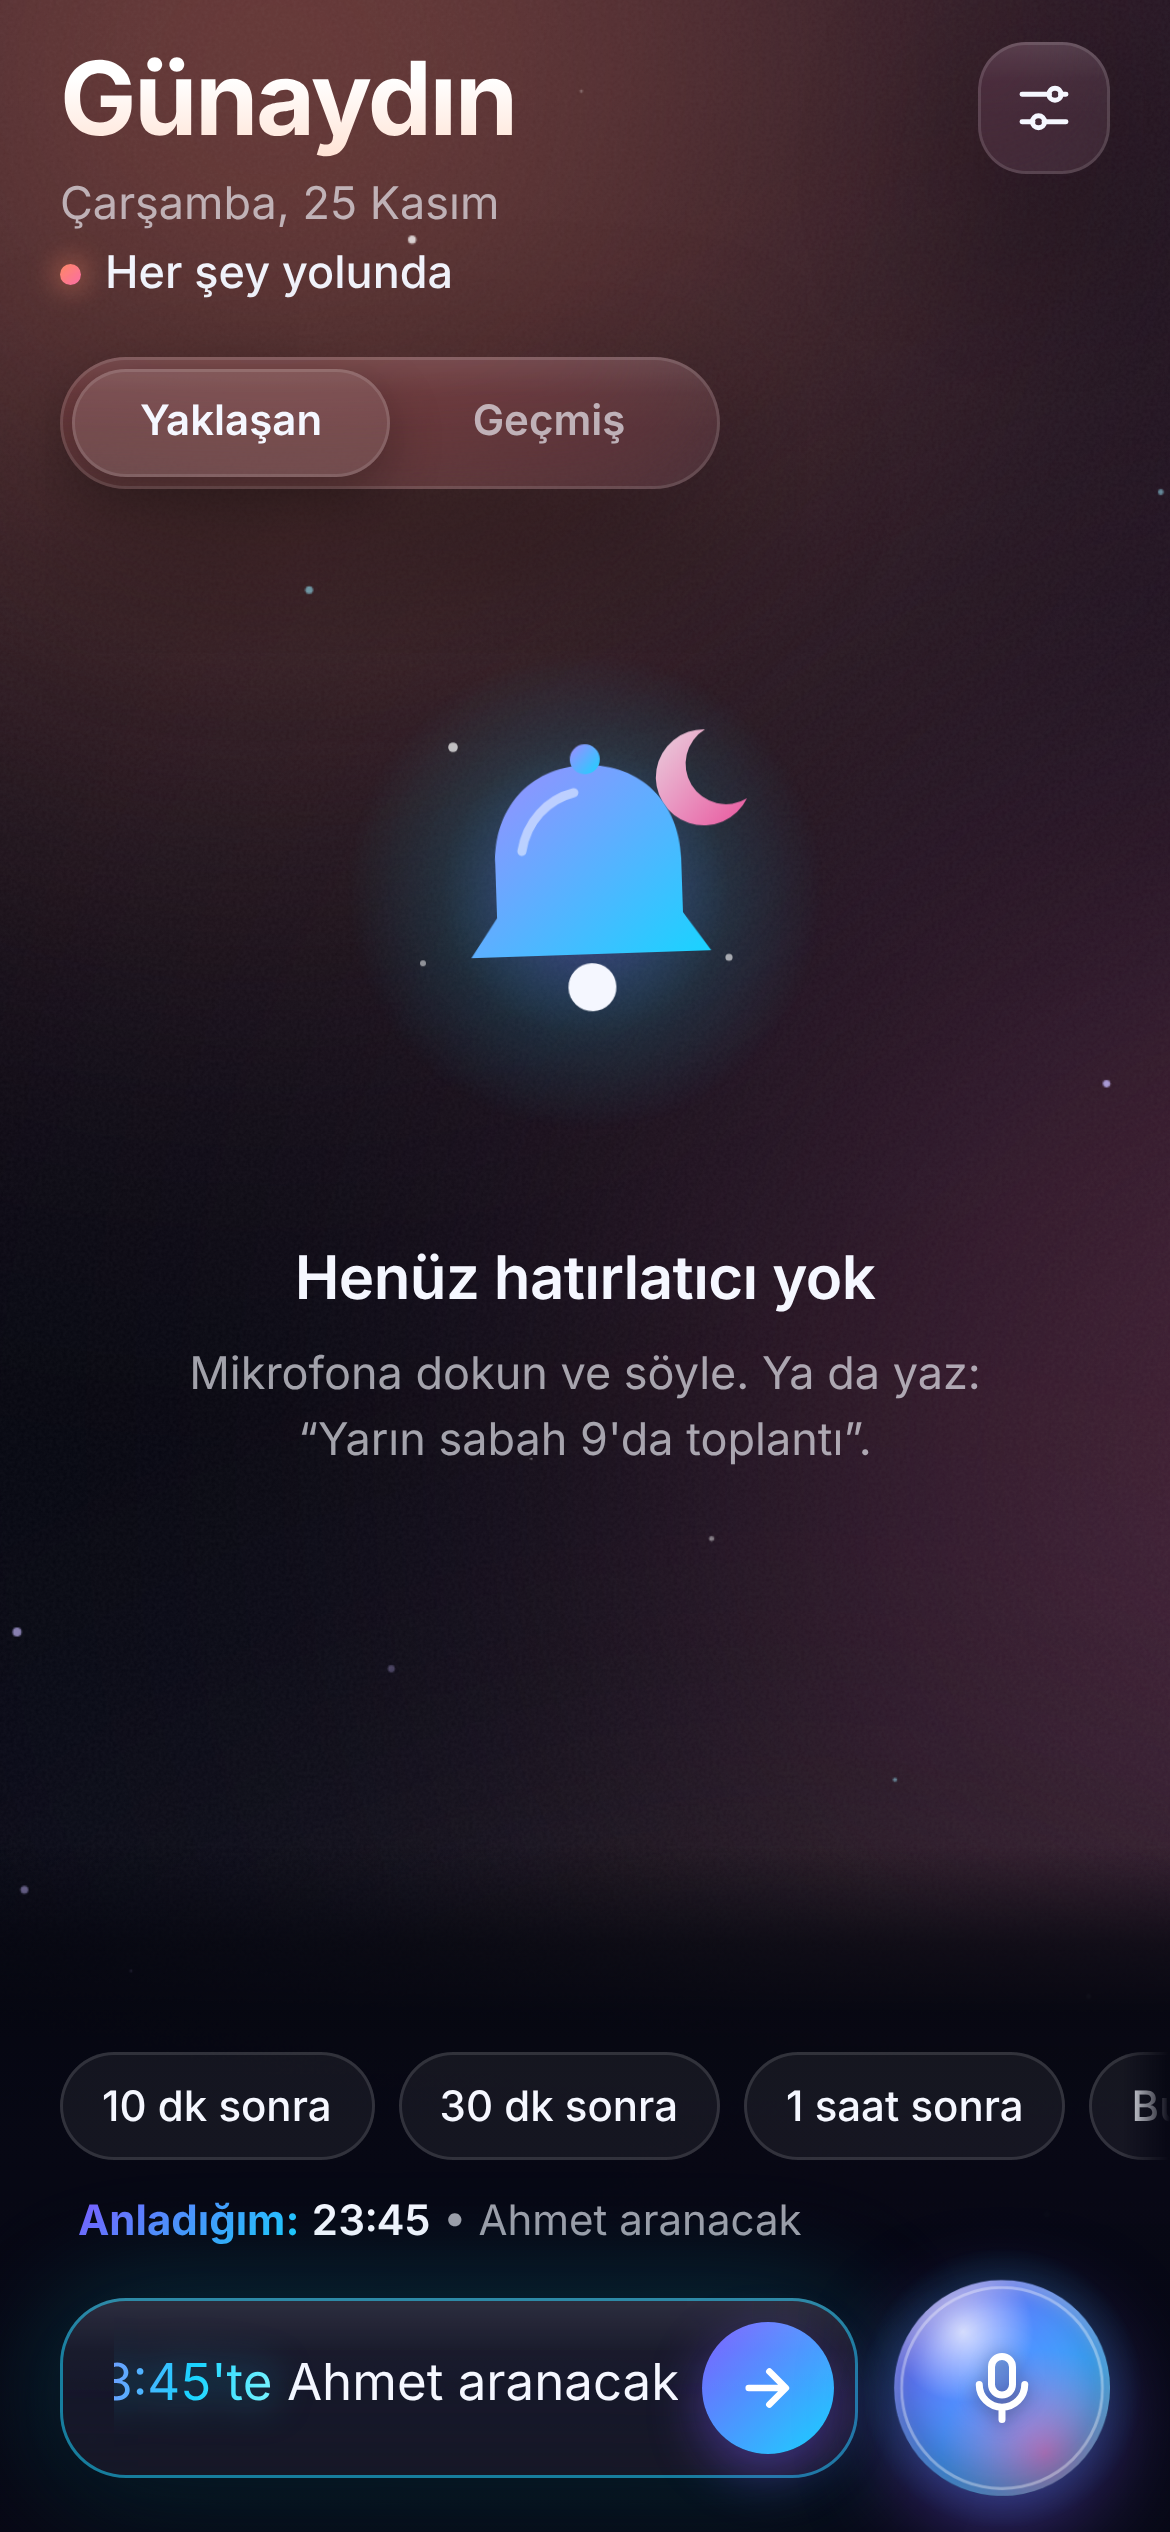 Günaydın
Çarşamba, 25 Kasım
Her şey yolunda
Yaklaşan
Geçmiş
Henüz hatırlatıcı yok
Mikrofona dokun ve söyle. Ya da yaz:
“Yarın sabah 9'da toplantı”.
10 dk sonra
30 dk sonra
1 saat sonra
Anladığım: 23:45 • Ahmet aranacak
3:45'te Ahmet aranacak